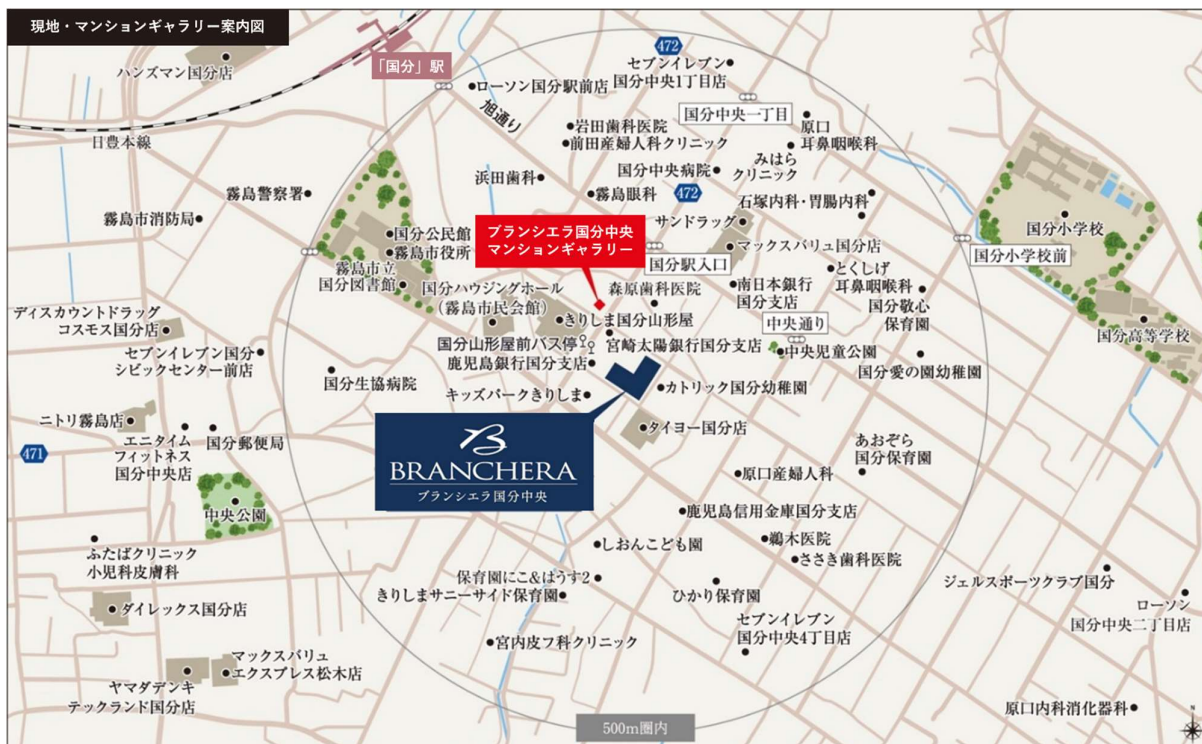 現地・マンションギャラリー案内図
ハンズマン国分店
「国分」駅
472
セブンイレブン
国分中央1丁目店
ローソン国分駅前店
旭通り
国分中央一丁目
日豊本線
岩田歯科医院
前田産婦人科クリニック
原口
耳鼻咽喉科
みはら
クリニック
国分中央病院
浜田歯科
霧島眼科
472
石塚内科・胃腸内科
霧島警察署
霧島市消防局
サンドラッグ
国分小学校
国分公民館
霧島市役所
ブランシエラ国分中央
マンションギャラリー
マックスバリュ国分店
国分駅入口
国分小学校前
霧島市立
国分図書館
とくしげ
耳鼻咽喉科
国分ハウジングホール
(霧島市民会館)
森原歯科医院
南日本銀行
国分支店
国分敬心
保育園
ディスカウントドラッグ
コスモス国分店
きりしま国分山形屋
中央通り
国分高等学校
国分山形屋前バス停
宮崎太陽銀行国分支店
セブンイレブン国分
シビックセンター前店
鹿児島銀行国分支店
中央児童公園
国分愛の園幼稚園
国分生協病院
キッズパークきりしま
カトリック国分幼稚園
ニトリ霧島店
タイヨー国分店
エニタイム
フィットネス
国分中央店
国分郵便局
471
BRANCHERA
ブランシエラ国分中央
あおぞら
国分保育園
原口産婦人科
中央公園
鹿児島信用金庫国分支店
ふたばクリニック
小児科皮膚科
しおんこども園
鵜木医院
ささき歯科医院
保育園にこ&はうす2
きりしまサニーサイド保育園
ひかり保育園
ジェルスポーツクラブ国分
ダイレックス国分店
セブンイレブン
国分中央4丁目店
ローソン
国分中央二丁目店
宮内皮フ科クリニック
マックスバリュ
エクスプレス松木店
ヤマダデンキ
テックランド国分店
原口内科消化器科
500m圏内
N